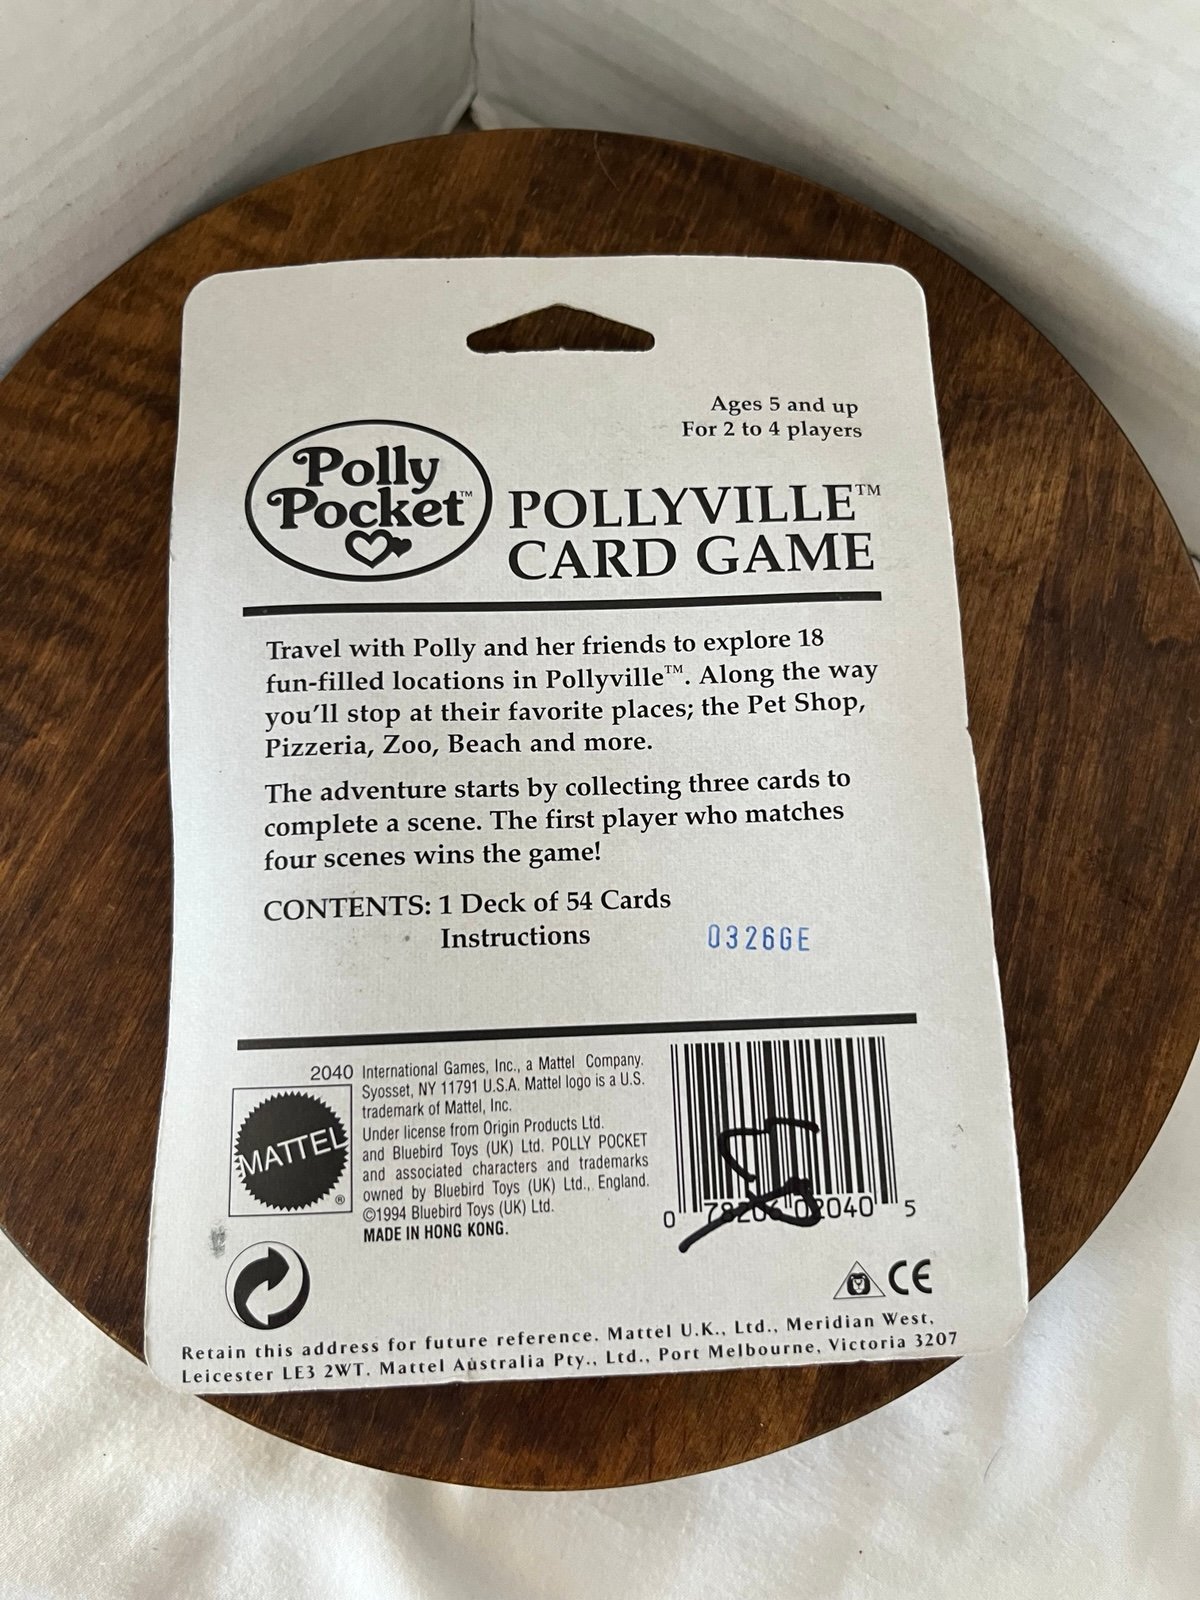 Ages 5 and up
For 2 to 4 players
Polly
Pocket™
POLLYVILLE™
CARD GAME
Travel with Polly and her friends to explore 18
fun-filled locations in Pollyville™. Along the way
you'll stop at their favorite places; the Pet Shop,
Pizzeria, Zoo, Beach and more.
The adventure starts by collecting three cards to
complete a scene. The first player who matches
four scenes wins the game!
CONTENTS: 1 Deck of 54 Cards
Instructions
0326GE
2040 International Games, Inc., a Mattel Company.
Syosset, NY 11791 U.S.A. Mattel logo is a U.S.
trademark of Mattel, Inc.
Under license from Origin Products Ltd.
and Bluebird Toys (UK) Ltd. POLLY POCKET
and associated characters and trademarks
owned by Bluebird Toys (UK) Ltd., England.
©1994 Bluebird Toys (UK) Ltd.
MADE IN HONG KONG.
MATTEL®
0 78206 02040 5
CE
Retain this address for future reference. Mattel U.K., Ltd., Meridian West,
Leicester LE3 2WT. Mattel Australia Pty., Ltd., Port Melbourne, Victoria 3207